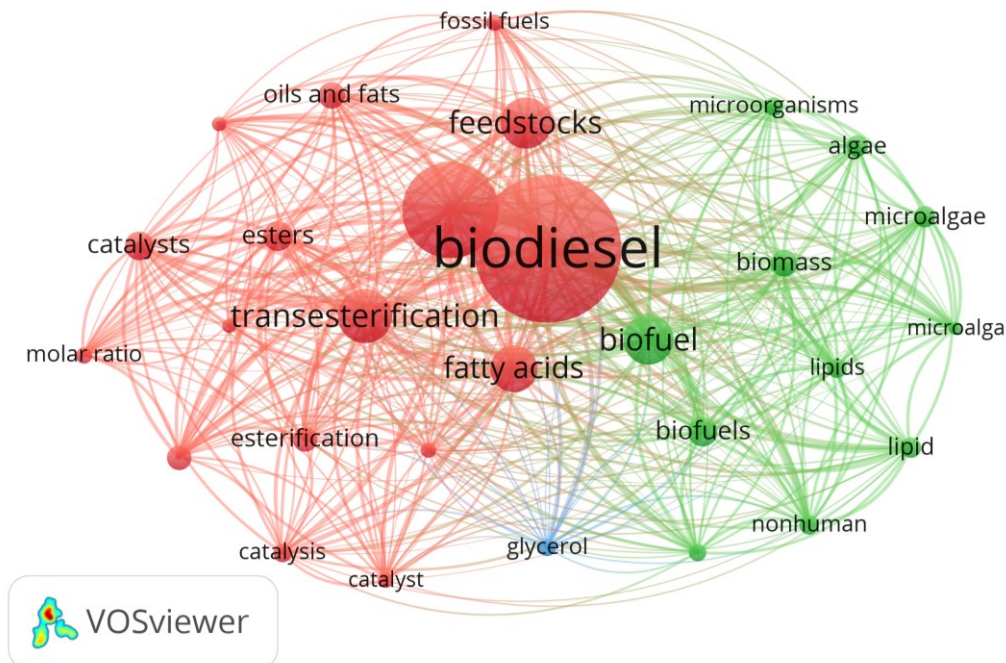 fossil fuels
oils and fats
microorganisms
feedstocks
algae
microalgae
catalysts
esters
biodiesel
biomass
transesterification
biofuel
microalga
molar ratio
fatty acids
lipids
esterification
biofuels
lipid
nonhuman
catalysis
glycerol
catalyst
VOSviewer